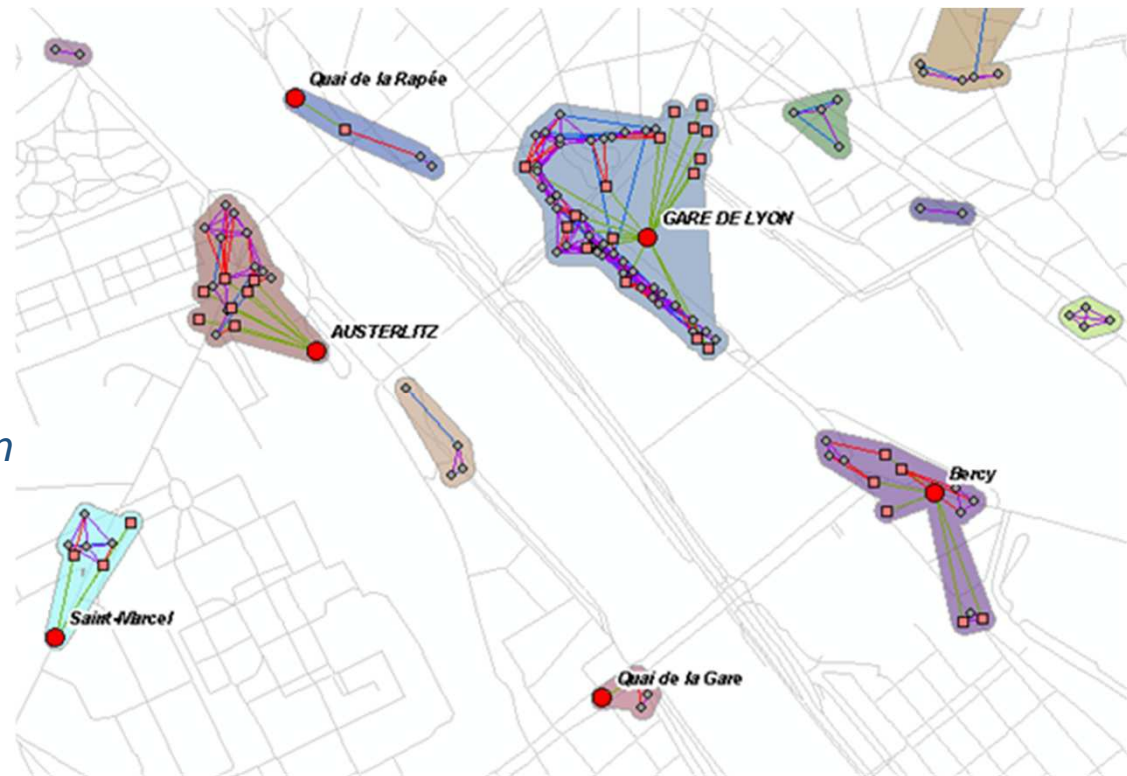 Quai de la Rapée
GARE DE LYON
AUSTERLITZ
n
Bercy
Saint-Marcel
Quai de la Gare